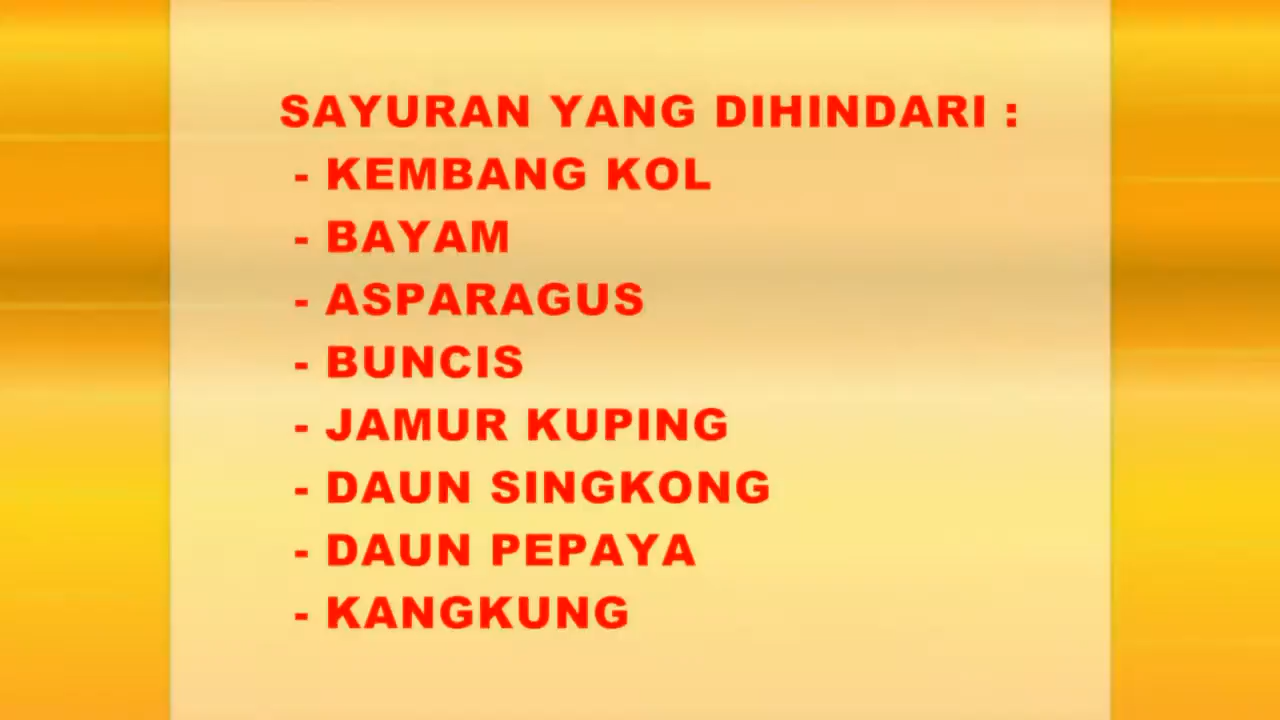 SAYURAN YANG DIHINDARI :
- KEMBANG KOL
- BAYAM
- ASPARAGUS
- BUNCIS
- JAMUR KUPING
- DAUN SINGKONG
- DAUN PEPAYA
- KANGKUNG